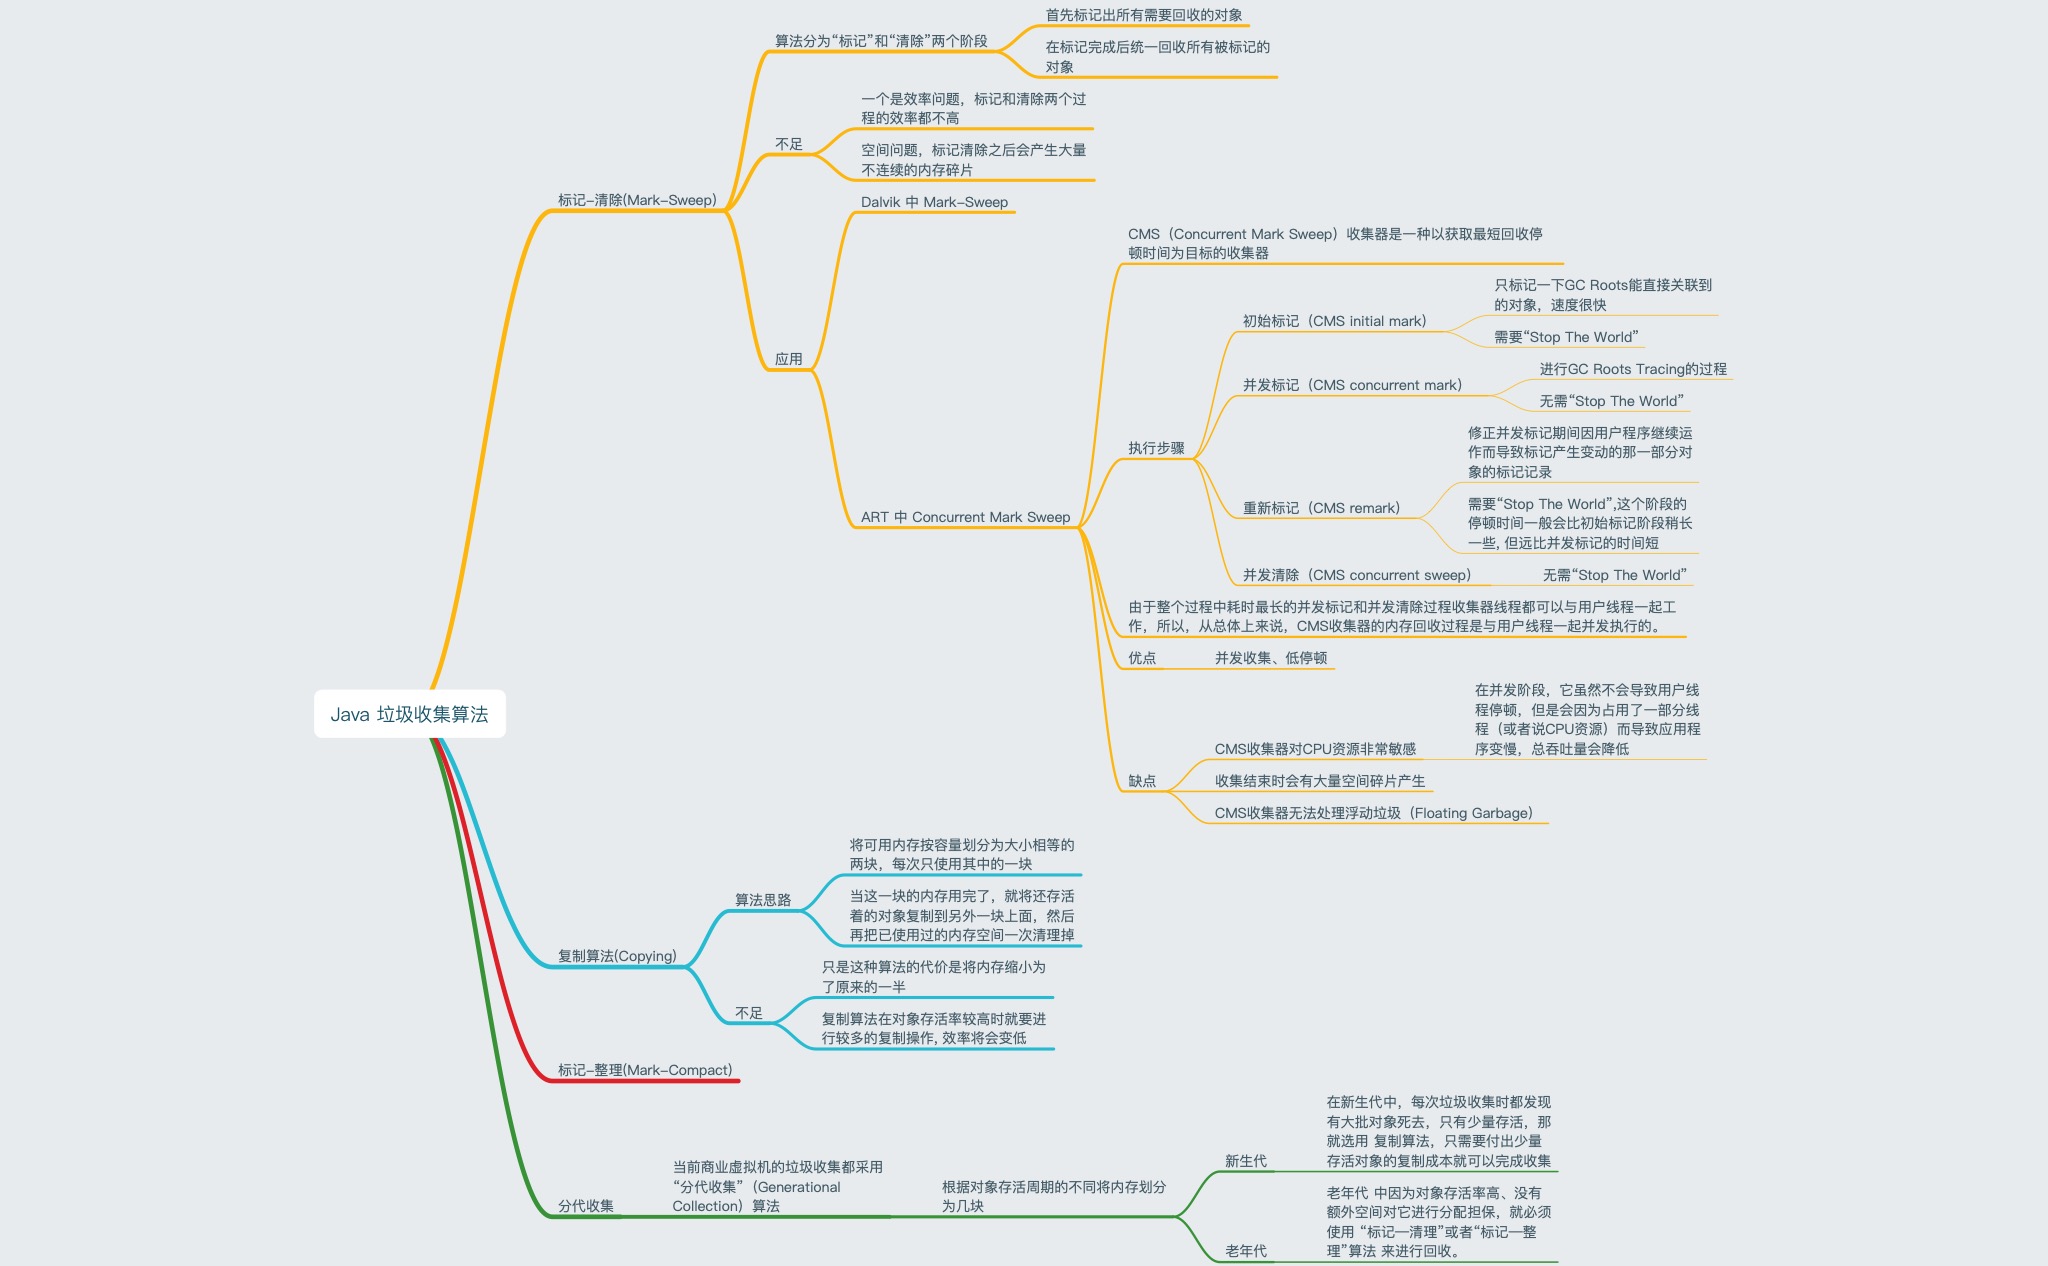 Java 垃圾收集算法
标记–清除(Mark–Sweep)
算法分为“标记”和“清除”两个阶段
首先标记出所有需要回收的对象
在标记完成后统一回收所有被标记的
对象
不足
一个是效率问题，标记和清除两个过
程的效率都不高
空间问题，标记清除之后会产生大量
不连续的内存碎片
应用
Dalvik 中 Mark–Sweep
ART 中 Concurrent Mark Sweep
CMS（Concurrent Mark Sweep）收集器是一种以获取最短回收停
顿时间为目标的收集器
执行步骤
初始标记（CMS initial mark）
只标记一下GC Roots能直接关联到
的对象，速度很快
需要“Stop The World”
并发标记（CMS concurrent mark）
进行GC Roots Tracing的过程
无需“Stop The World”
重新标记（CMS remark）
修正并发标记期间因用户程序继续运
作而导致标记产生变动的那一部分对
象的标记记录
需要“Stop The World”,这个阶段的
停顿时间一般会比初始标记阶段稍长
一些, 但远比并发标记的时间短
并发清除（CMS concurrent sweep）
无需“Stop The World”
由于整个过程中耗时最长的并发标记和并发清除过程收集器线程都可以与用户线程一起工
作，所以，从总体上来说，CMS收集器的内存回收过程是与用户线程一起并发执行的。
优点
并发收集、低停顿
缺点
CMS收集器对CPU资源非常敏感
在并发阶段，它虽然不会导致用户线
程停顿，但是会因为占用了一部分线
程（或者说CPU资源）而导致应用程
序变慢，总吞吐量会降低
收集结束时会有大量空间碎片产生
CMS收集器无法处理浮动垃圾（Floating Garbage）
复制算法(Copying)
算法思路
将可用内存按容量划分为大小相等的
两块，每次只使用其中的一块
当这一块的内存用完了，就将还存活
着的对象复制到另外一块上面，然后
再把已使用过的内存空间一次清理掉
不足
只是这种算法的代价是将内存缩小为
了原来的一半
复制算法在对象存活率较高时就要进
行较多的复制操作, 效率将会变低
标记–整理(Mark–Compact)
分代收集
当前商业虚拟机的垃圾收集都采用
“分代收集”（Generational
Collection）算法
根据对象存活周期的不同将内存划分
为几块
新生代
在新生代中，每次垃圾收集时都发现
有大批对象死去，只有少量存活，那
就选用 复制算法，只需要付出少量
存活对象的复制成本就可以完成收集
老年代
老年代 中因为对象存活率高、没有
额外空间对它进行分配担保，就必须
使用 “标记—清理”或者“标记—整
理”算法 来进行回收。